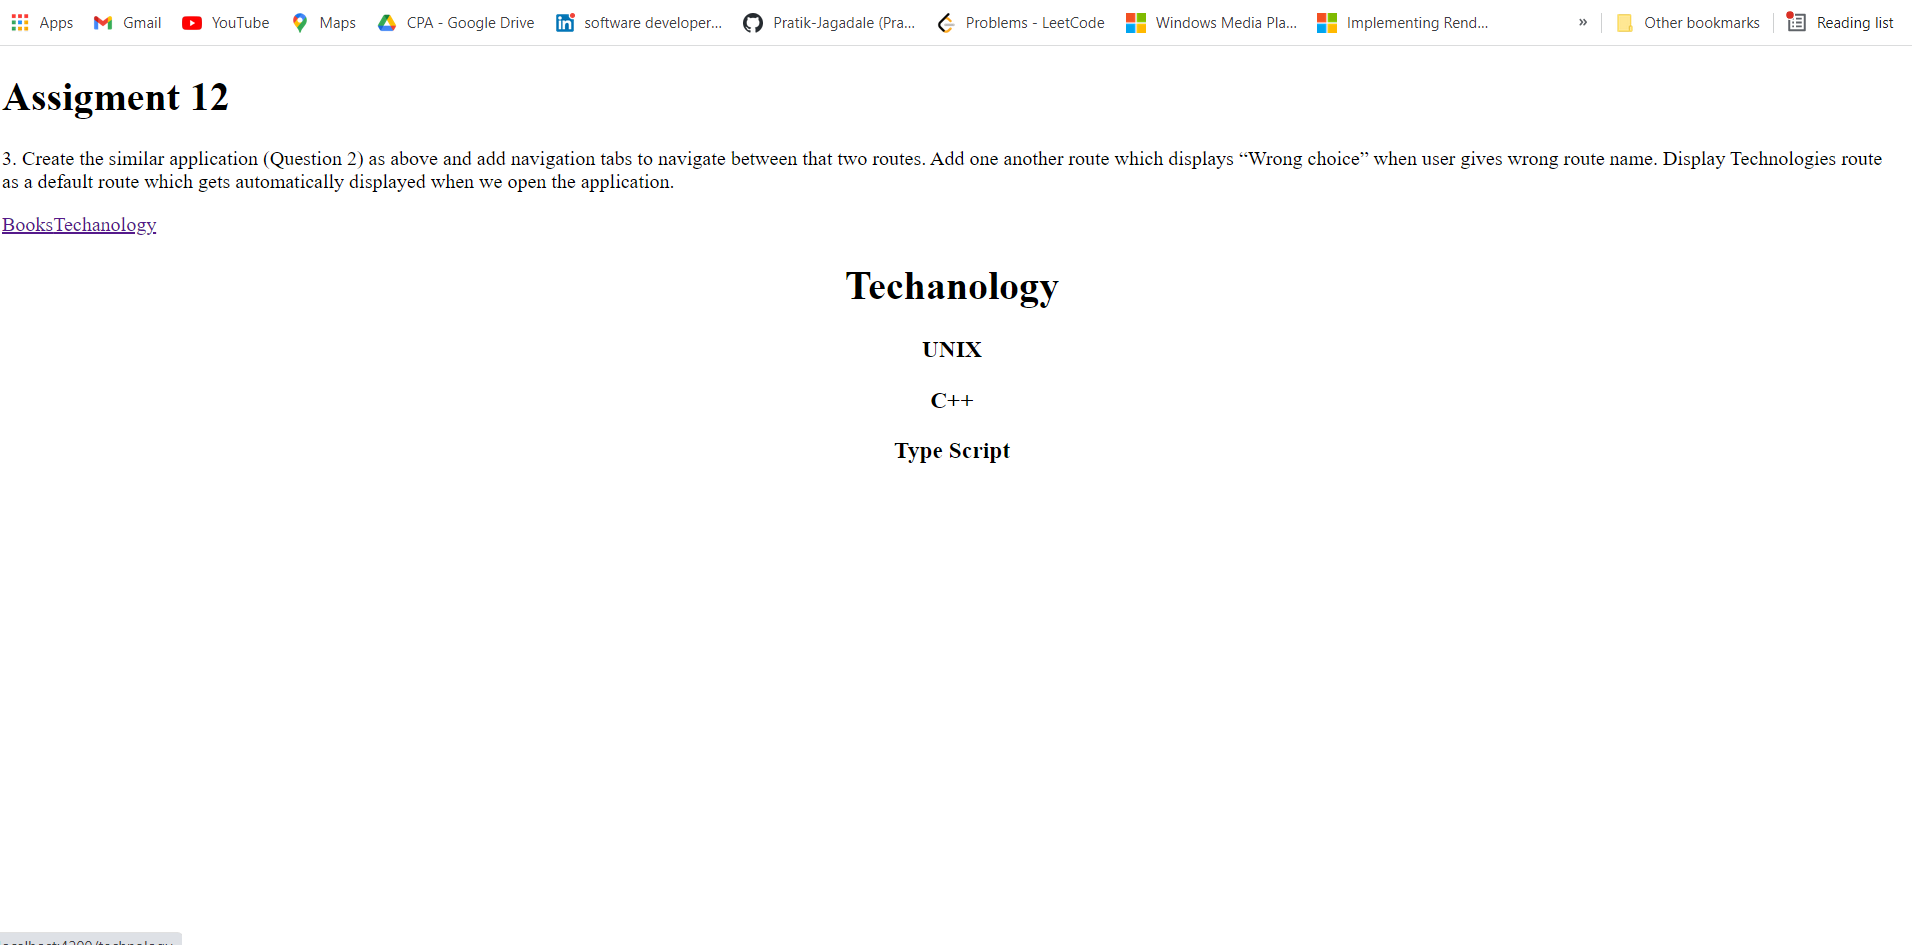 Apps Gmail YouTube Maps CPA - Google Drive software developer... Pratik-Jagadale (Pra... Problems - LeetCode Windows Media Pla... Implementing Rend... » Other bookmarks Reading list
Assigment 12
3. Create the similar application (Question 2) as above and add navigation tabs to navigate between that two routes. Add one another route which displays “Wrong choice” when user gives wrong route name. Display Technologies route
as a default route which gets automatically displayed when we open the application.
BooksTechanology
Techanology
UNIX
C++
Type Script